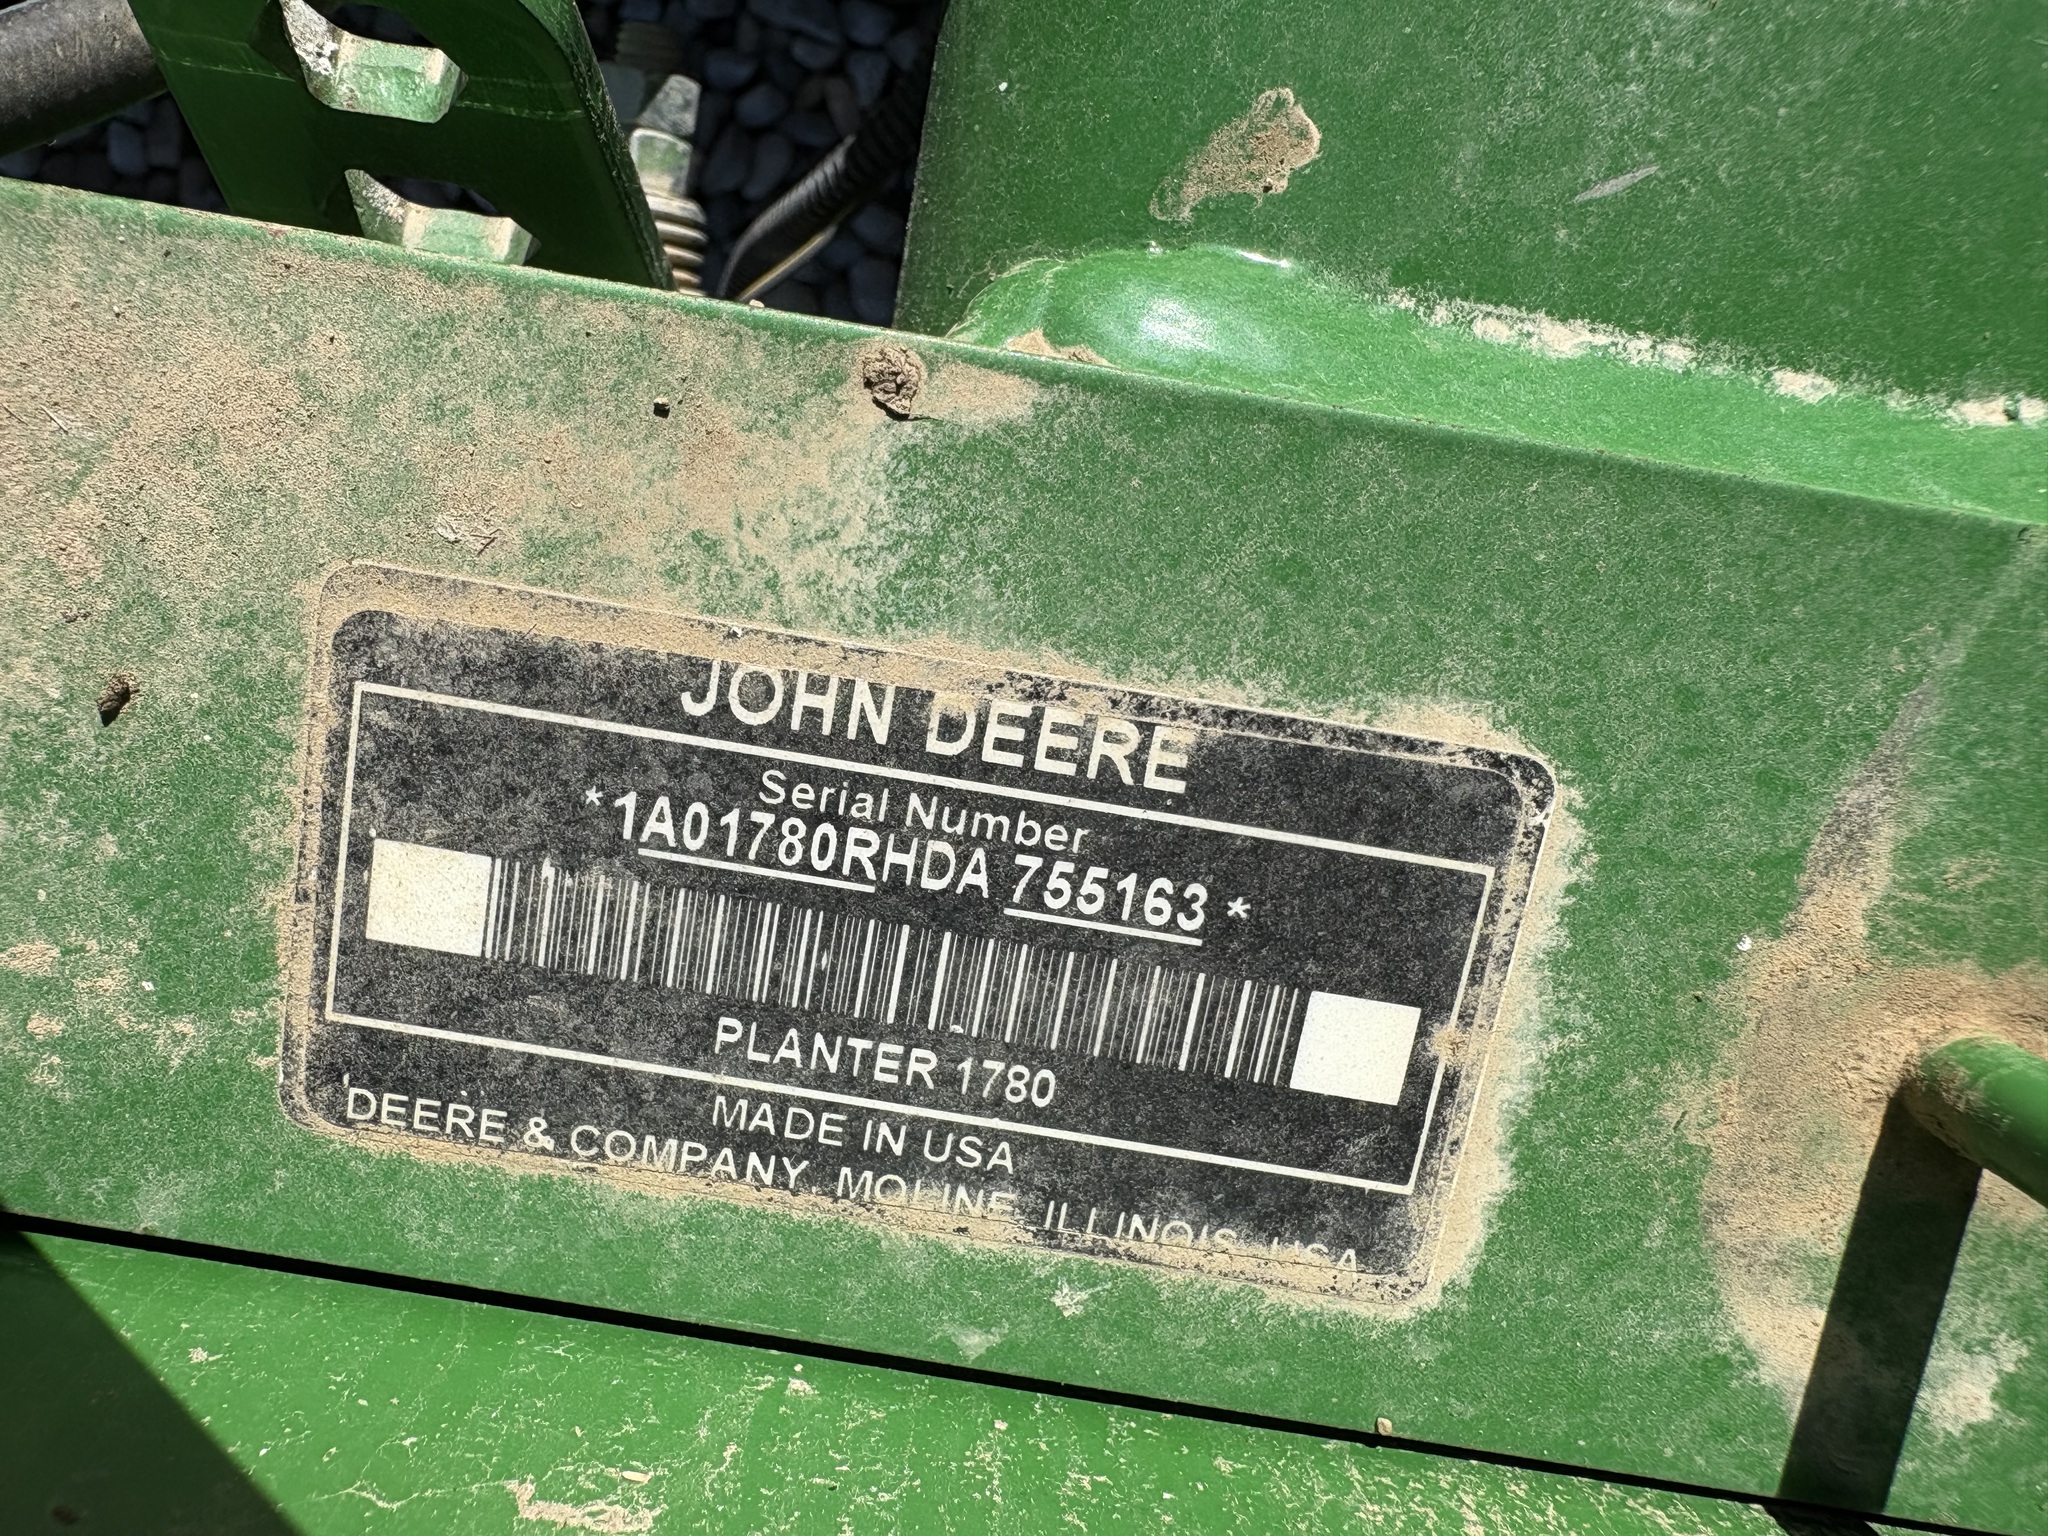 JOHN DEERE
Serial Number
*1A01780RHDA 755163*
PLANTER 1780
MADE IN USA
DEERE & COMPANY, MOLINE, ILLINOIS, USA